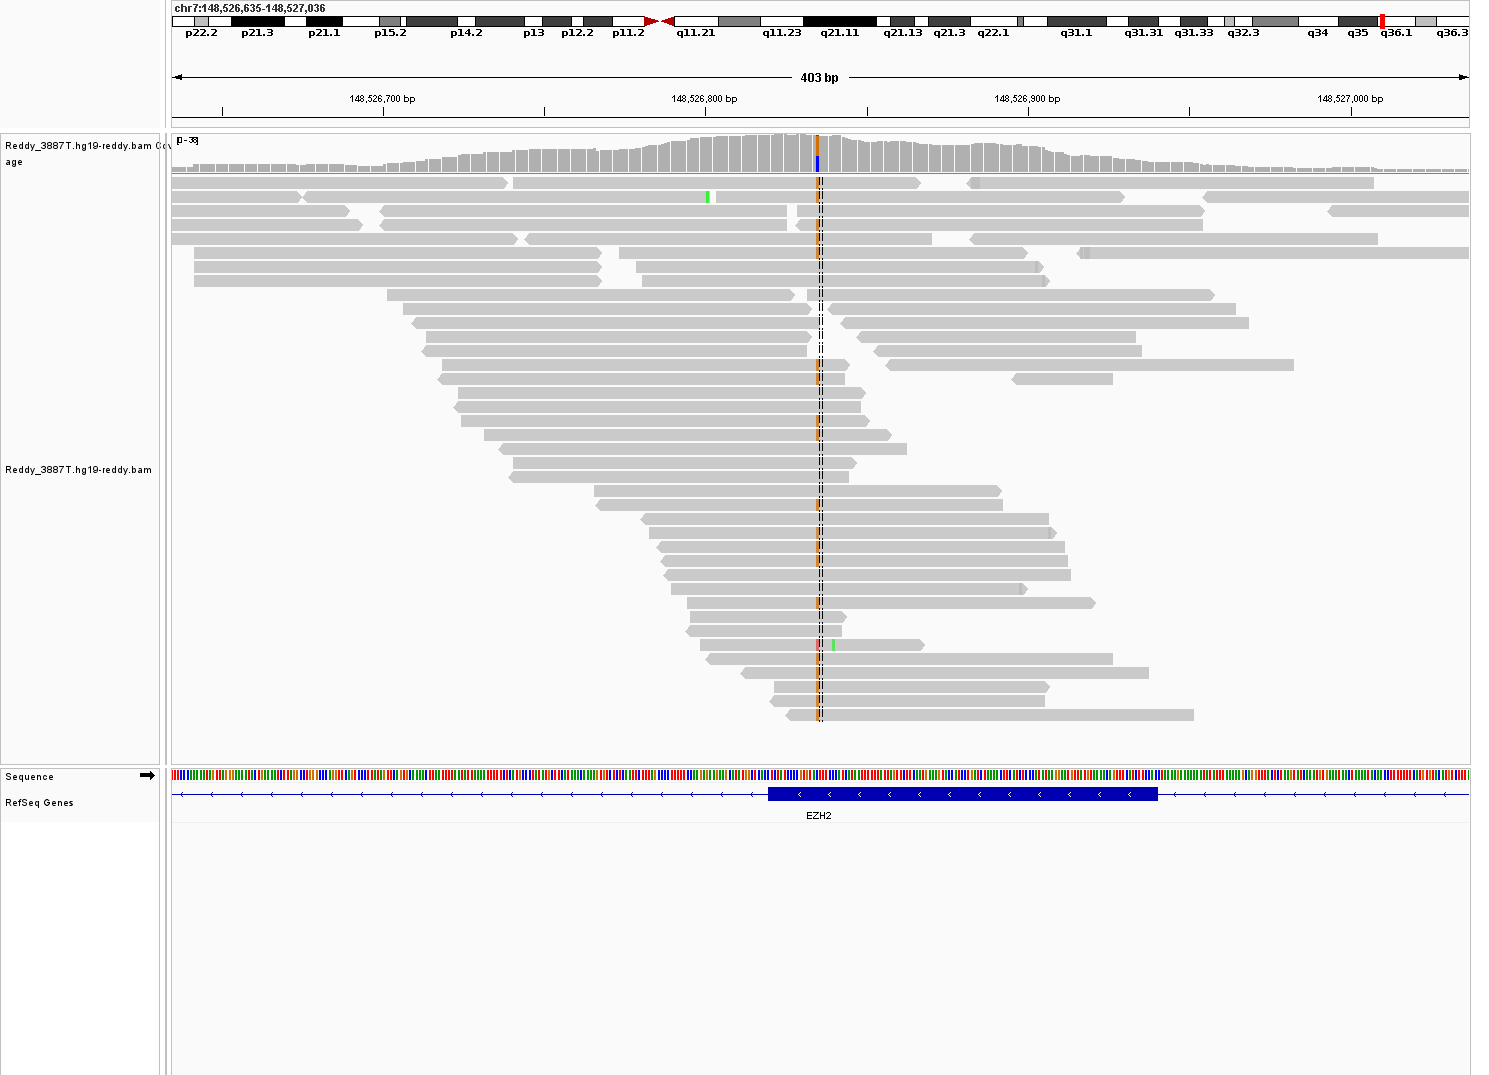 chr7:148,526,635-148,527,036
p22.2 p21.3 p21.1 p15.2 p14.2 p13 p12.2 p11.2 q11.21 q11.23 q21.11 q21.13 q21.3 q22.1 q31.1 q31.31 q31.33 q32.3 q34 q35 q36.1 q36.3
403 bp
148,526,700 bp 148,526,800 bp 148,526,900 bp 148,527,000 bp
[0-38]
Reddy_3887T.hg19-reddy.bam Cov
age
Reddy_3887T.hg19-reddy.bam
Sequence
RefSeq Genes
EZH2